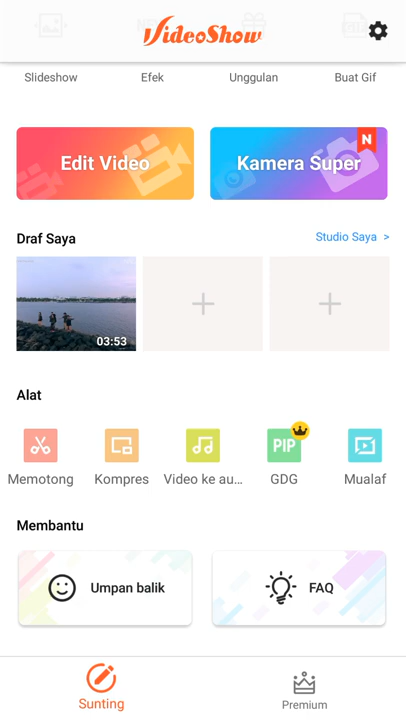 VideoShow
Slideshow
Efek
Unggulan
Buat Gif
Edit Video
Kamera Super
N
Draf Saya
Studio Saya >
03:53
Alat
PIP
Memotong
Kompres
Video ke au...
GDG
Mualaf
Membantu
Umpan balik
FAQ
Sunting
Premium